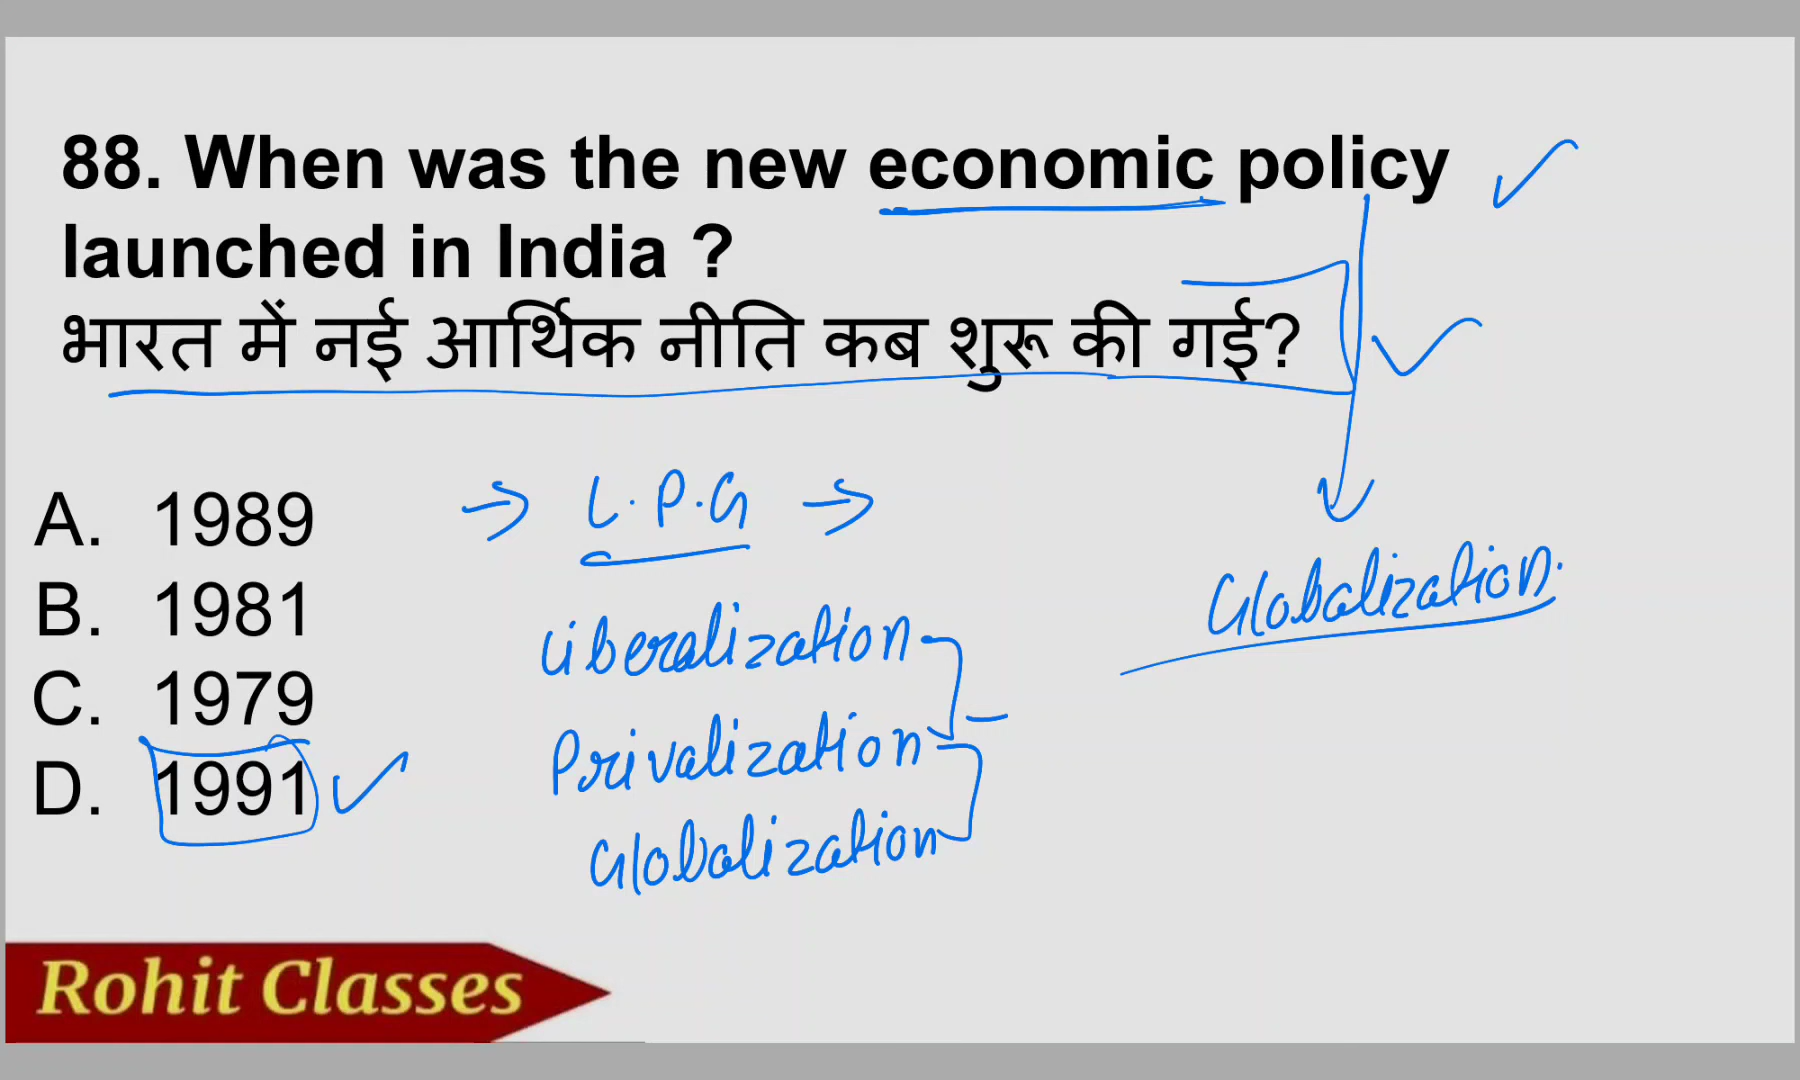 88. When was the new economic policy
launched in India ?
भारत में नई आर्थिक नीति कब शुरू की गई?
A. 1989
B. 1981
C. 1979
D. 1991
→ L.P.G →
Liberalization
Privalization
Globalization
Globalization.
Rohit Classes